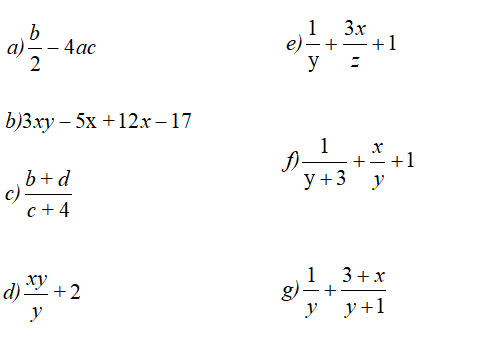 a) b/2 − 4ac
b)3xy − 5x +12x − 17
c) (b + d)/(c + 4)
d) xy/y + 2
e) 1/y + 3x/z + 1
f) 1/(y + 3) + x/y + 1
g) 1/y + (3 + x)/(y + 1)